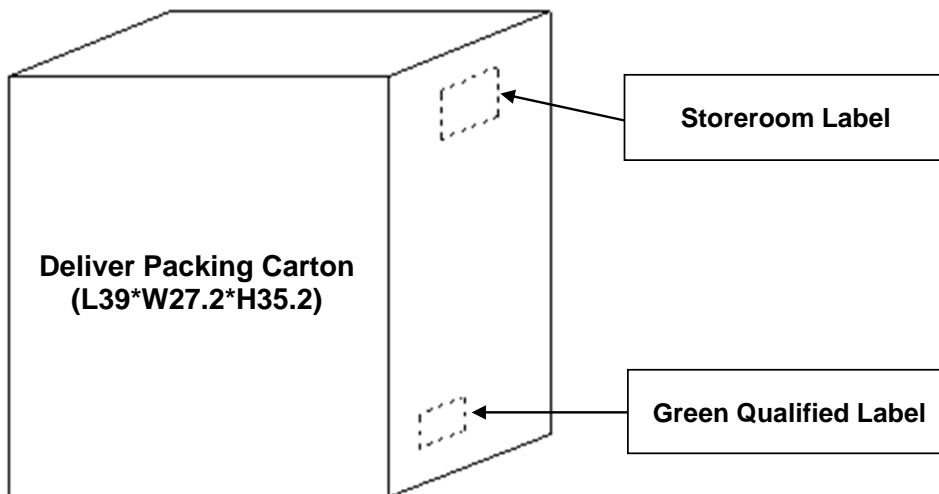 Storeroom Label
Deliver Packing Carton
(L39*W27.2*H35.2)
Green Qualified Label